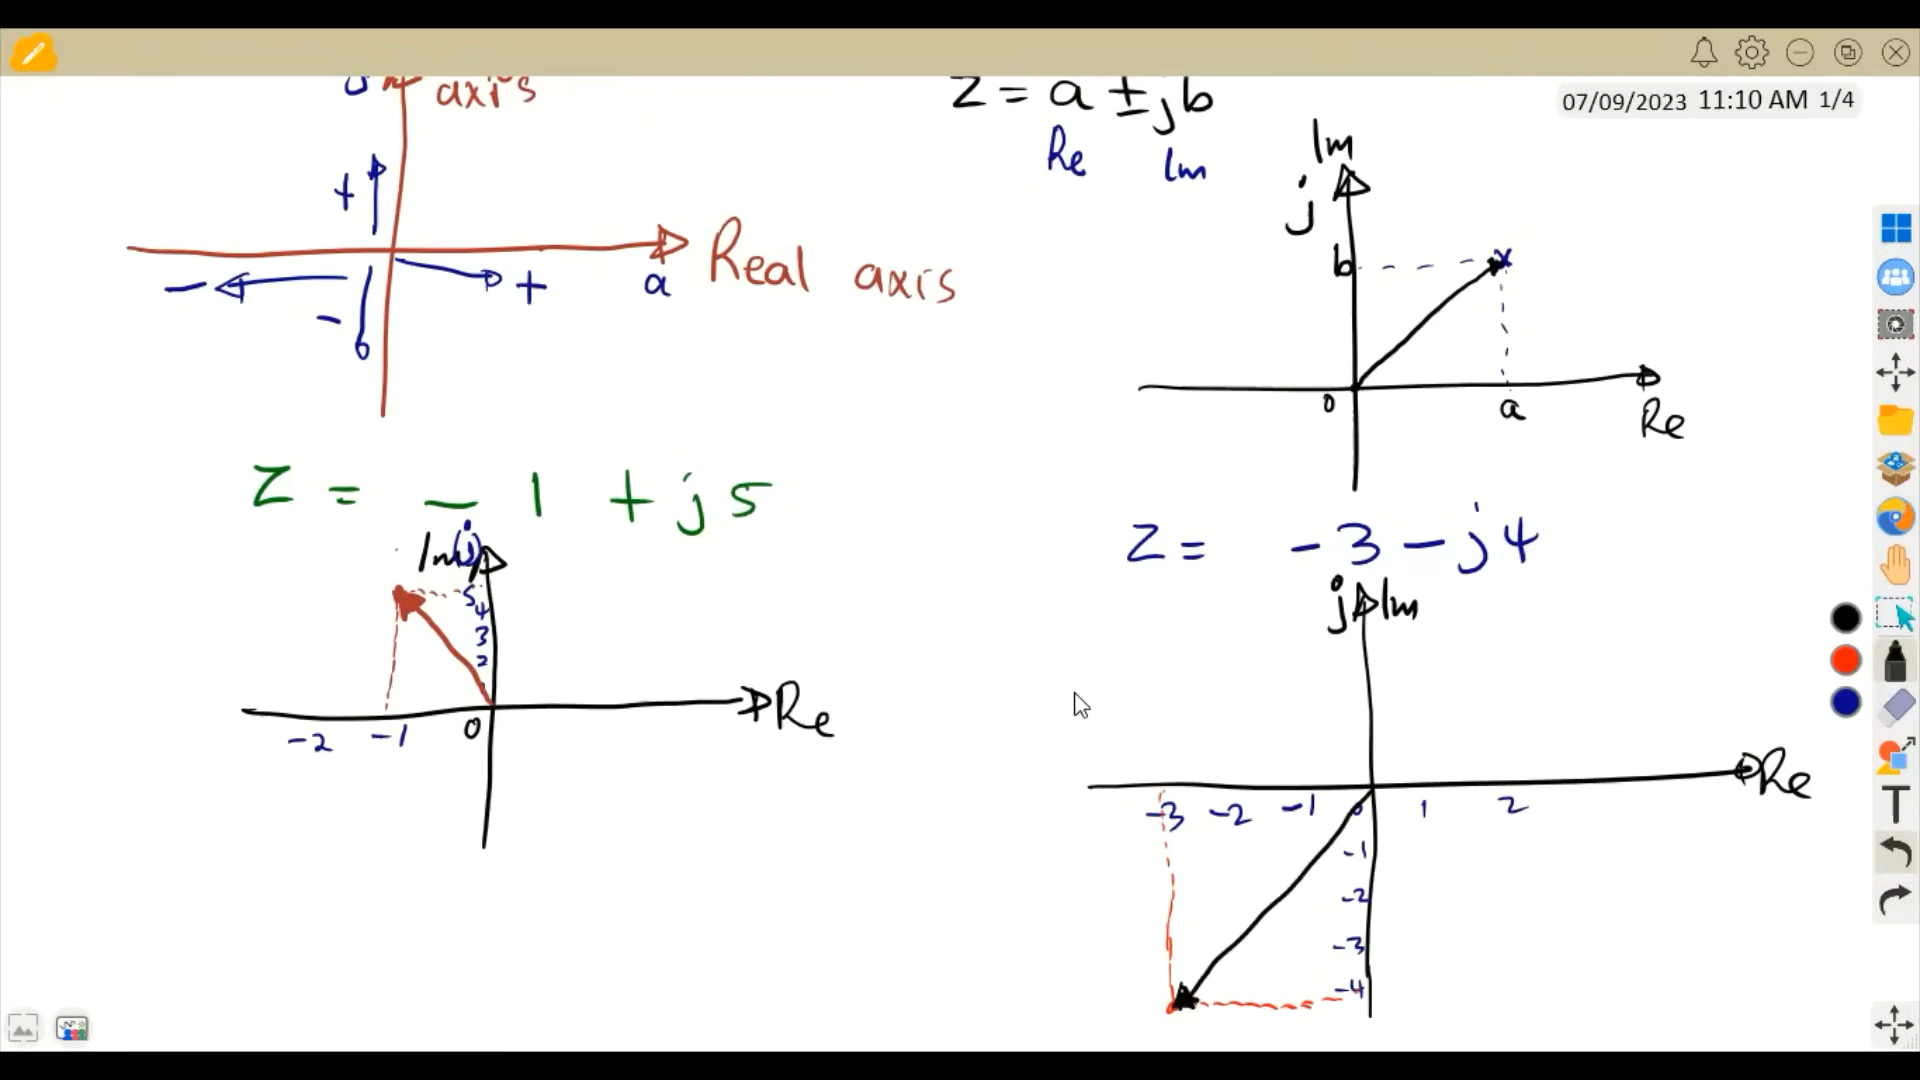 j axis
Z = a ± jb
07/09/2023 11:10 AM 1/4
Re Im
Im
j
+
b
Real axis
- + a
-
0 a Re
Z = - 1 + j5
Z = -3 - j4
Im(j)
j Im
5
4
3
2
Re
-2 -1 0
Re
-3 -2 -1 0 1 2
-1
-2
-3
-4
T